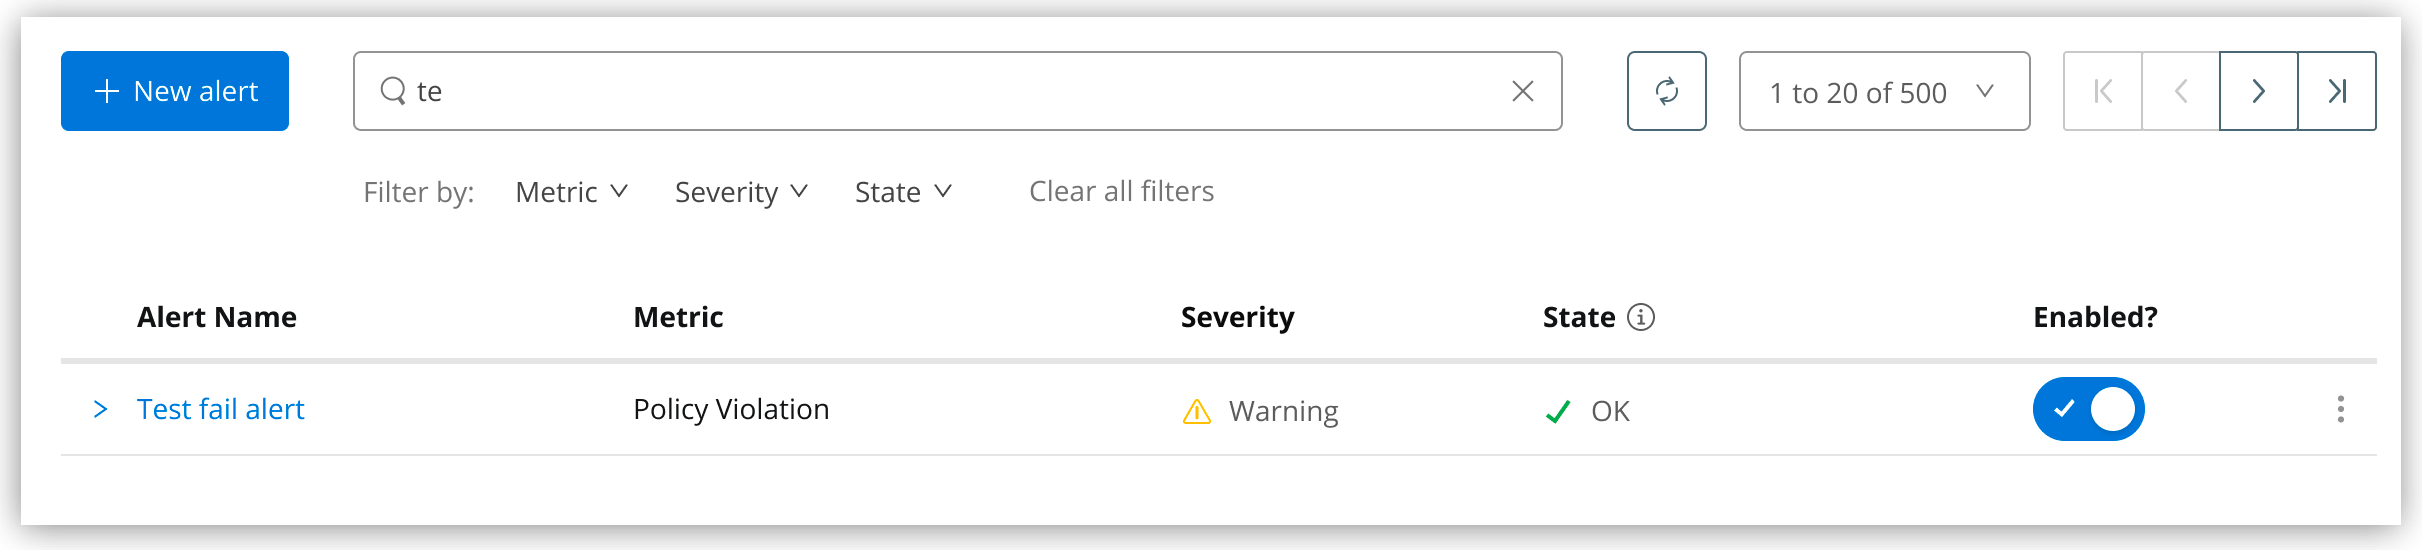 New alert
te
1 to 20 of 500
Filter by: Metric Severity State Clear all filters
Alert Name Metric Severity State Enabled?
Test fail alert Policy Violation Warning OK